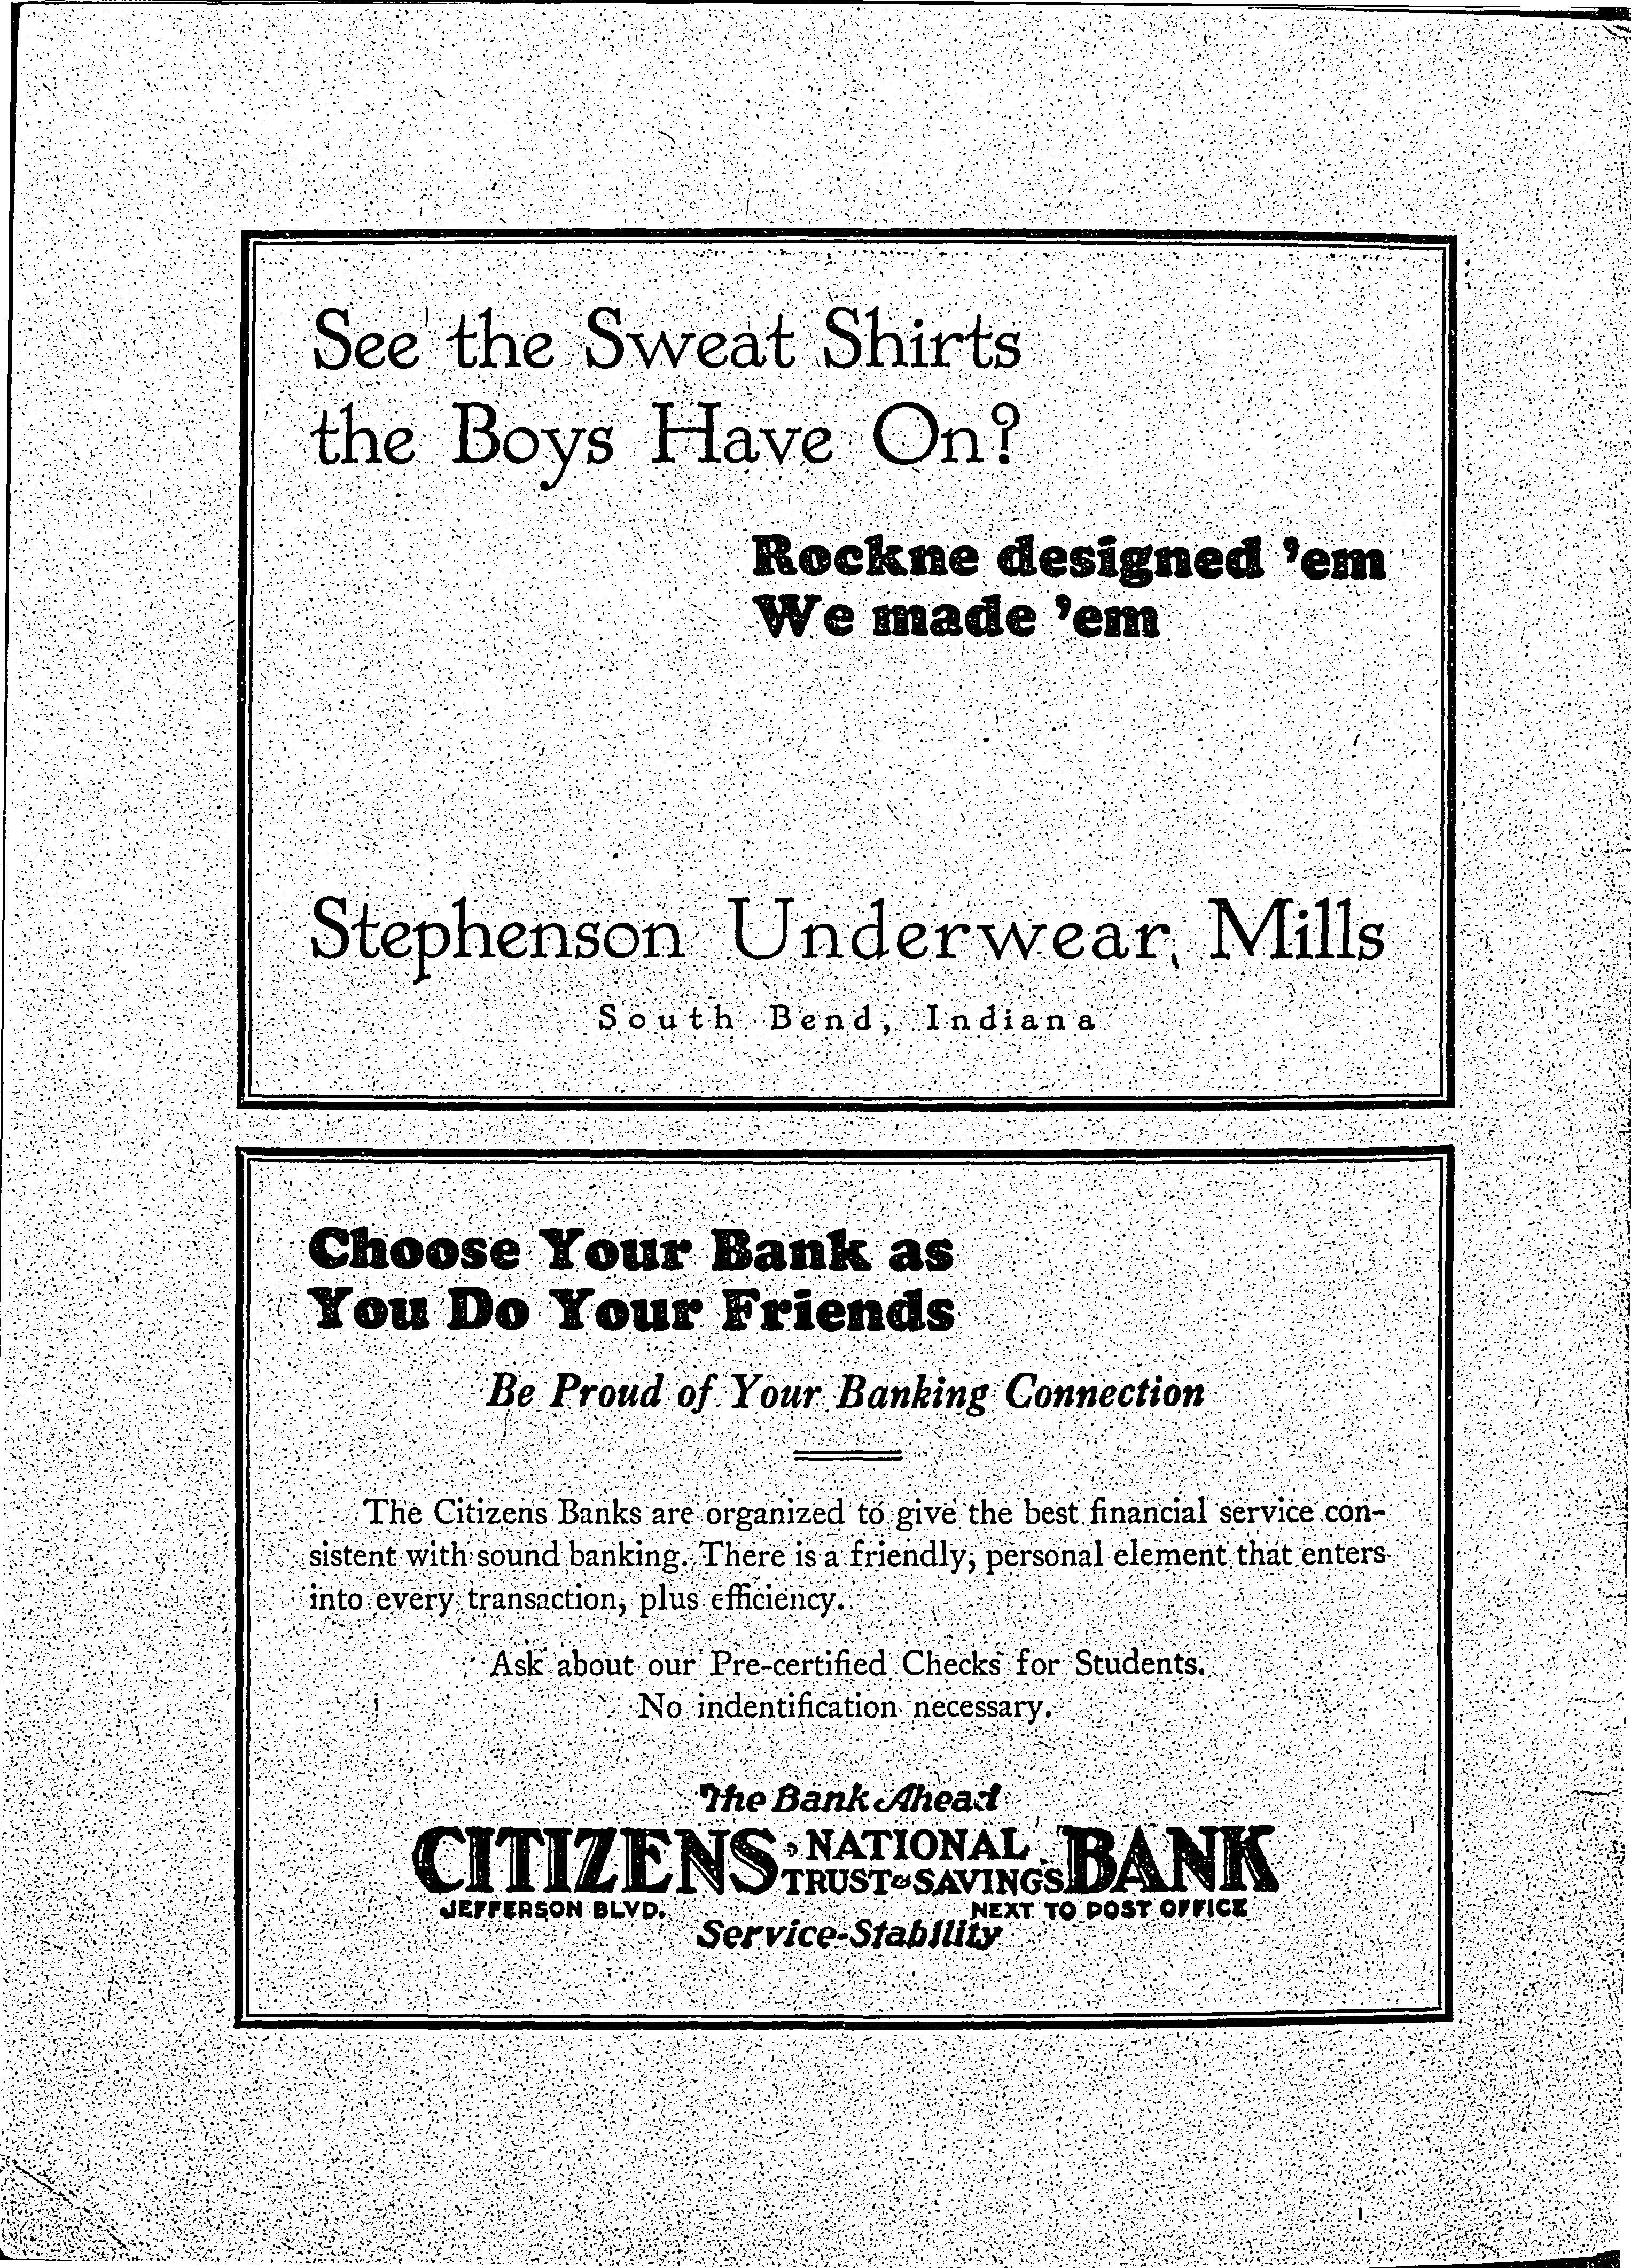 See the Sweat Shirts
the Boys Have On?
Rockne designed 'em
We made 'em
Stephenson Underwear Mills
South Bend, Indiana
Choose Your Bank as
You Do Your Friends
Be Proud of Your Banking Connection
The Citizens Banks are organized to give the best financial service con-
sistent with sound banking. There is a friendly, personal element that enters
into every transaction, plus efficiency.
Ask about our Pre-certified Checks for Students.
No indentification necessary.
The Bank Ahead
CITIZENS NATIONAL BANK
TRUST & SAVINGS
JEFFERSON BLVD. NEXT TO POST OFFICE
Service-Stability